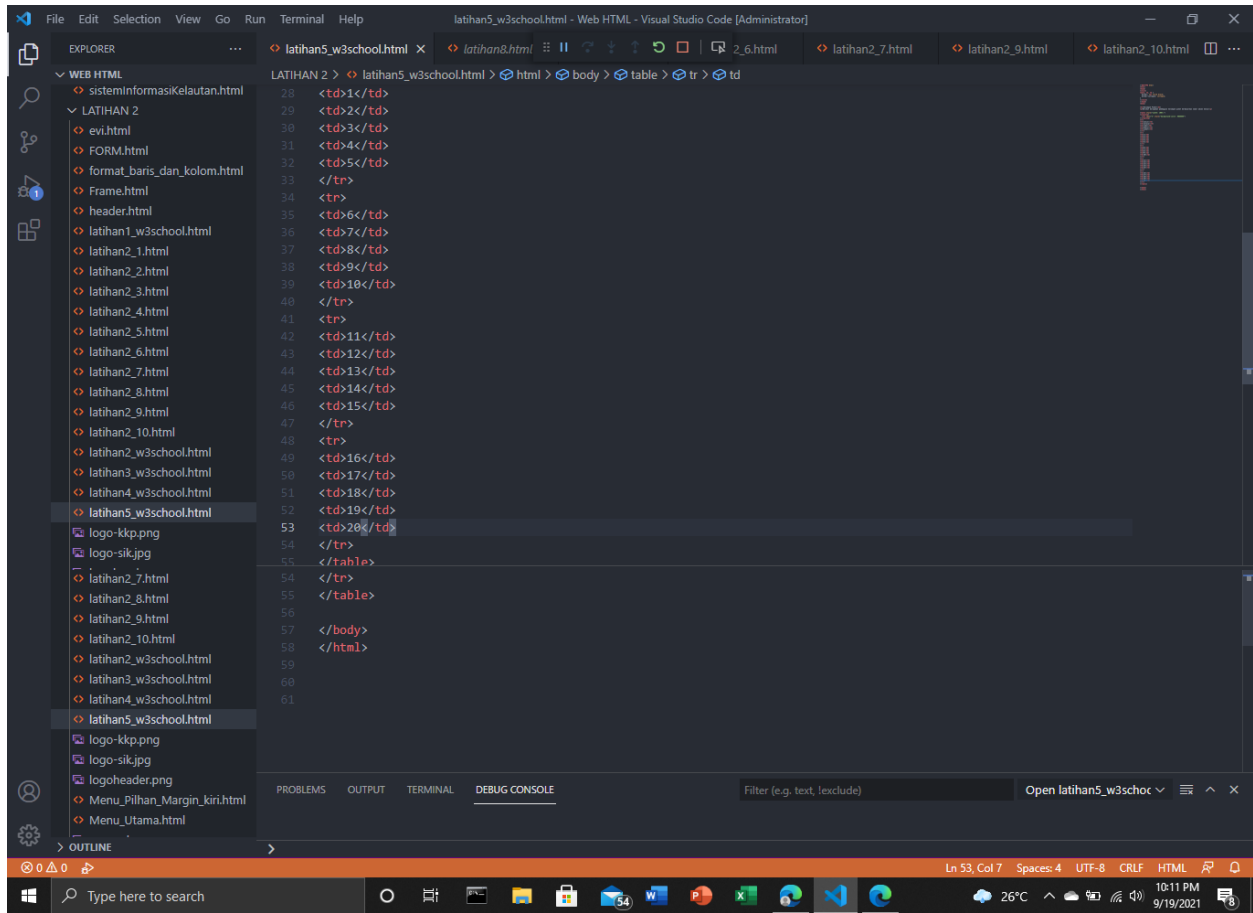 File Edit Selection View Go Run Terminal Help latihan5_w3school.html - Web HTML - Visual Studio Code [Administrator]
EXPLORER
latihan5_w3school.html latihan8.html 2_6.html latihan2_7.html latihan2_9.html latihan2_10.html
WEB HTML
LATIHAN 2 > latihan5_w3school.html > html > body > table > tr > td
sistemInformasiKelautan.html
LATIHAN 2
evi.html
FORM.html
format_baris_dan_kolom.html
Frame.html
header.html
latihan1_w3school.html
latihan2_1.html
latihan2_2.html
latihan2_3.html
latihan2_4.html
latihan2_5.html
latihan2_6.html
latihan2_7.html
latihan2_8.html
latihan2_9.html
latihan2_10.html
latihan2_w3school.html
latihan3_w3school.html
latihan4_w3school.html
latihan5_w3school.html
logo-kkp.png
logo-sik.jpg
latihan2_7.html
latihan2_8.html
latihan2_9.html
latihan2_10.html
latihan2_w3school.html
latihan3_w3school.html
latihan4_w3school.html
latihan5_w3school.html
logo-kkp.png
logo-sik.jpg
logoheader.png
Menu_Pilhan_Margin_kiri.html
Menu_Utama.html
OUTLINE
28 <td>1</td>
29 <td>2</td>
30 <td>3</td>
31 <td>4</td>
32 <td>5</td>
33 </tr>
34 <tr>
35 <td>6</td>
36 <td>7</td>
37 <td>8</td>
38 <td>9</td>
39 <td>10</td>
40 </tr>
41 <tr>
42 <td>11</td>
43 <td>12</td>
44 <td>13</td>
45 <td>14</td>
46 <td>15</td>
47 </tr>
48 <tr>
49 <td>16</td>
50 <td>17</td>
51 <td>18</td>
52 <td>19</td>
53 <td>20</td>
54 </tr>
55 </table>
54 </tr>
55 </table>
56
57 </body>
58 </html>
59
60
61
PROBLEMS OUTPUT TERMINAL DEBUG CONSOLE Filter (e.g. text, !exclude) Open latihan5_w3schoc
0 0 Ln 53, Col 7 Spaces: 4 UTF-8 CRLF HTML
Type here to search 54 26°C 10:11 PM
9/19/2021 8
1